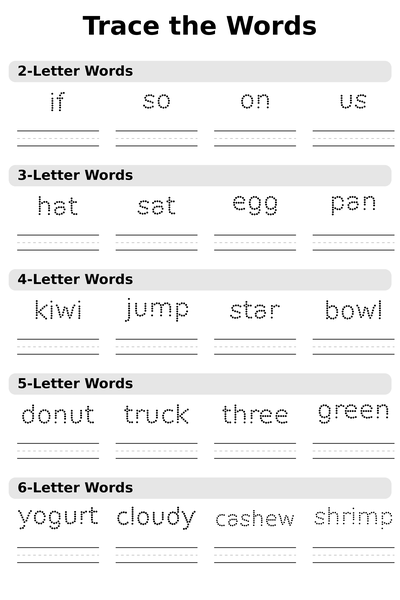 Trace the Words
2-Letter Words
if so on us
3-Letter Words
hat sat egg pan
4-Letter Words
kiwi jump star bowl
5-Letter Words
donut truck three green
6-Letter Words
yogurt cloudy cashew shrimp